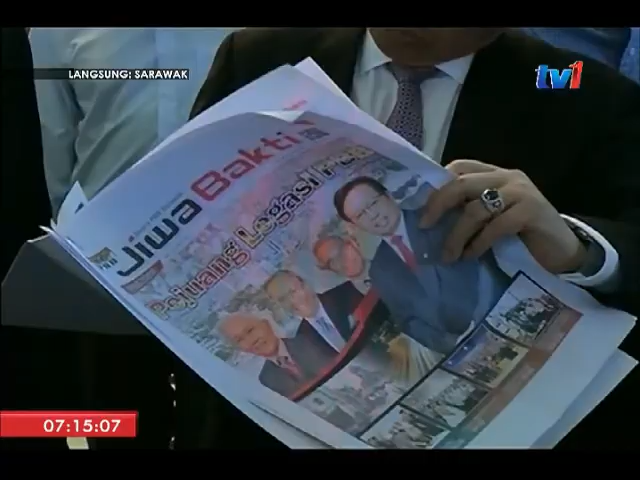 LANGSUNG: SARAWAK
tv1
Jiwa Bakti
Pejuang Legasi
07:15:07